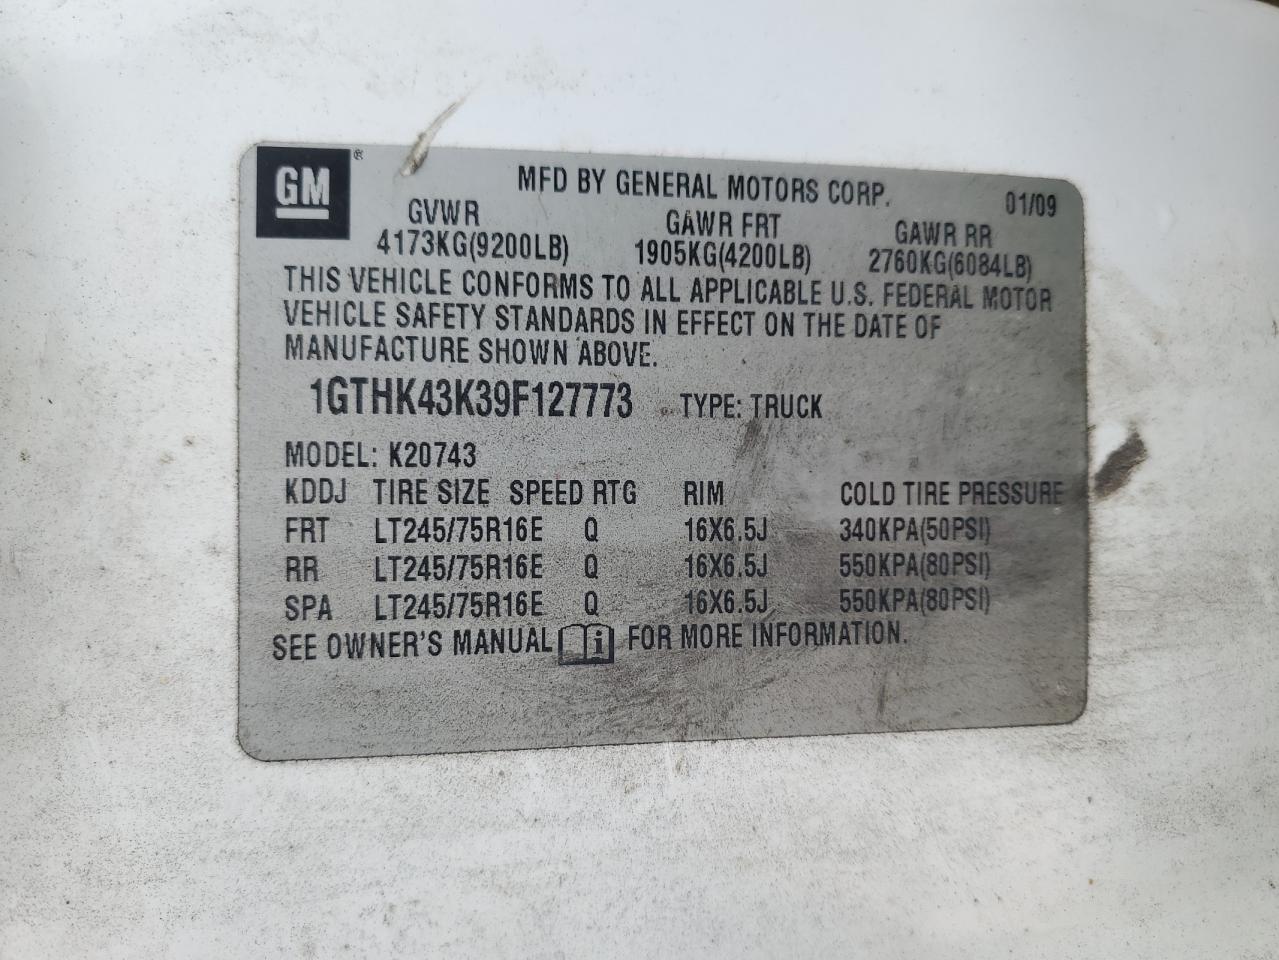 GM ®
MFD BY GENERAL MOTORS CORP. 01/09
GVWR GAWR FRT GAWR RR
4173KG(9200LB) 1905KG(4200LB) 2760KG(6084LB)
THIS VEHICLE CONFORMS TO ALL APPLICABLE U.S. FEDERAL MOTOR
VEHICLE SAFETY STANDARDS IN EFFECT ON THE DATE OF
MANUFACTURE SHOWN ABOVE.
1GTHK43K39F127773 TYPE: TRUCK
MODEL: K20743
KDDJ TIRE SIZE SPEED RTG RIM COLD TIRE PRESSURE
FRT LT245/75R16E Q 16X6.5J 340KPA(50PSI)
RR LT245/75R16E Q 16X6.5J 550KPA(80PSI)
SPA LT245/75R16E Q 16X6.5J 550KPA(80PSI)
SEE OWNER'S MANUAL i FOR MORE INFORMATION.